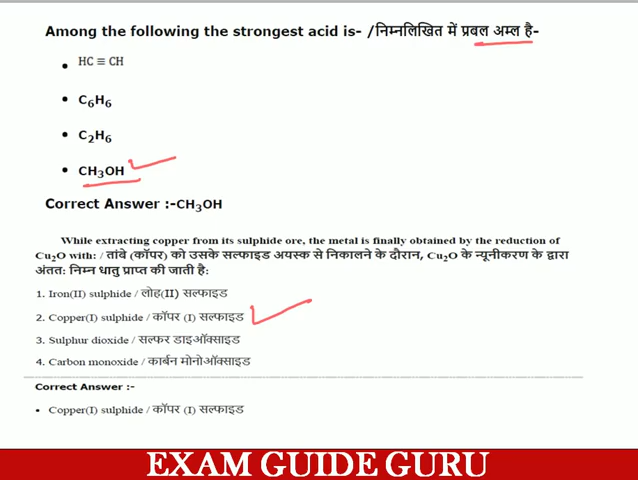 Among the following the strongest acid is- /निम्नलिखित में प्रबल अम्ल है-
• HC ≡ CH
• C₆H₆
• C₂H₆
• CH₃OH
Correct Answer :-CH₃OH
While extracting copper from its sulphide ore, the metal is finally obtained by the reduction of
Cu₂O with: / तांबे (कॉपर) को उसके सल्फाइड अयस्क से निकालने के दौरान, Cu₂O के न्यूनीकरण के द्वारा
अंतत: निम्न धातु प्राप्त की जाती है:
1. Iron(II) sulphide / लोह(II) सल्फाइड
2. Copper(I) sulphide / कॉपर (I) सल्फाइड
3. Sulphur dioxide / सल्फर डाइऑक्साइड
4. Carbon monoxide / कार्बन मोनोऑक्साइड
Correct Answer :-
• Copper(I) sulphide / कॉपर (I) सल्फाइड
EXAM GUIDE GURU